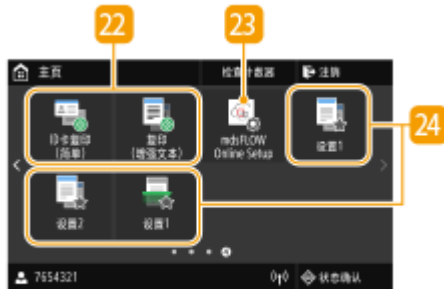 22
23
主页
检查计数器
注销
ID卡复印
(简单)
复印
(增强文本)
mdsFLOW
Online Setup
设置1
24
设置2
设置1
7654321
状态确认